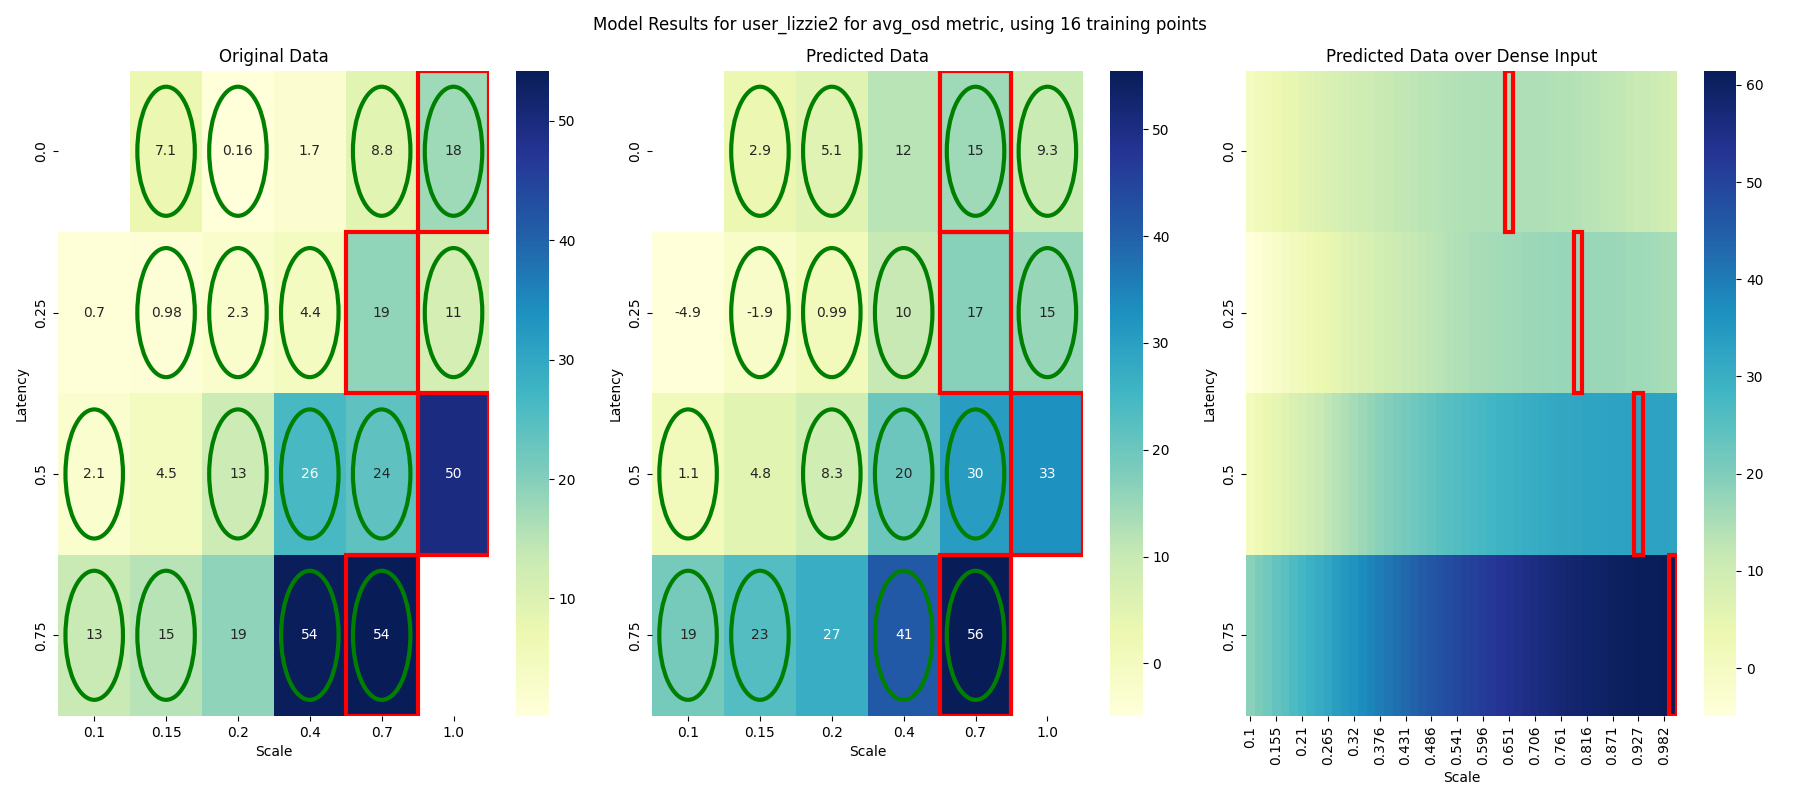 Model Results for user_lizzie2 for avg_osd metric, using 16 training points
Original Data
Latency
0.0
7.1 0.16 1.7 8.8 18
0.25
0.7 0.98 2.3 4.4 19 11
0.5
2.1 4.5 13 26 24 50
0.75
13 15 19 54 54
0.1 0.15 0.2 0.4 0.7 1.0
Scale
50
40
30
20
10
Predicted Data
Latency
0.0
2.9 5.1 12 15 9.3
0.25
-4.9 -1.9 0.99 10 17 15
0.5
1.1 4.8 8.3 20 30 33
0.75
19 23 27 41 56
0.1 0.15 0.2 0.4 0.7 1.0
Scale
50
40
30
20
10
0
Predicted Data over Dense Input
Latency
0.0
0.25
0.5
0.75
0.1 0.155 0.21 0.265 0.32 0.376 0.431 0.486 0.541 0.596 0.651 0.706 0.761 0.816 0.871 0.927 0.982
Scale
60
50
40
30
20
10
0